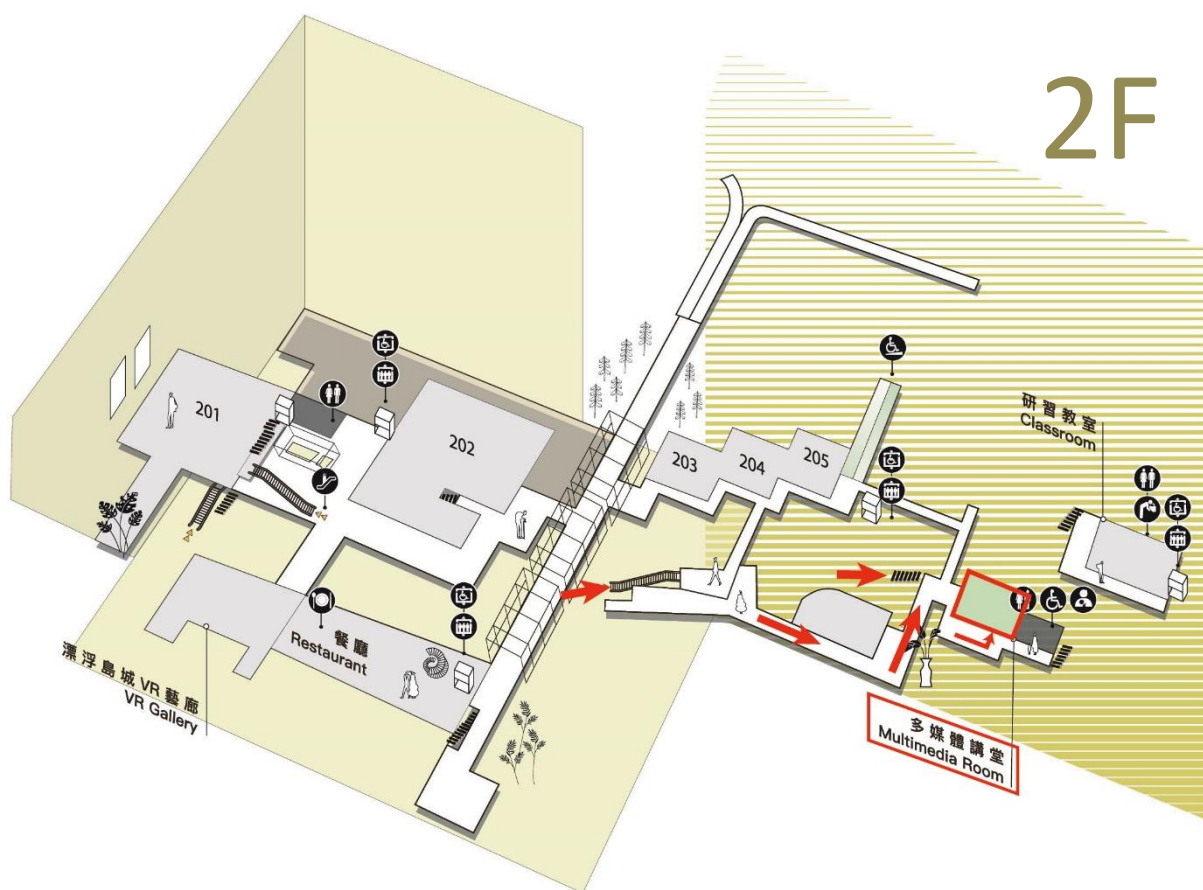 2F
201
202
203
204
205
研習教室
Classroom
餐廳
Restaurant
漂浮島城VR藝廊
VR Gallery
多媒體講堂
Multimedia Room